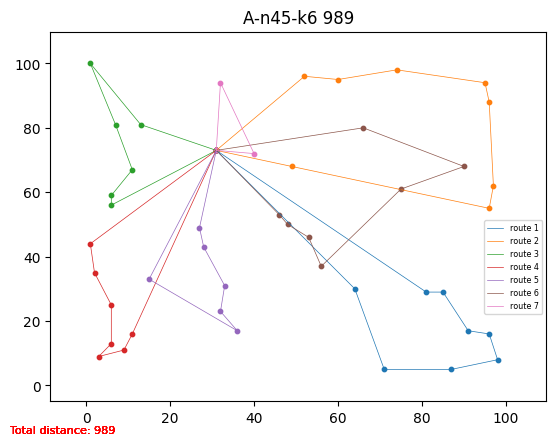 A-n45-k6 989
100
80
60
40
20
0
route 1
route 2
route 3
route 4
route 5
route 6
route 7
0 20 40 60 80 100
Total distance: 989